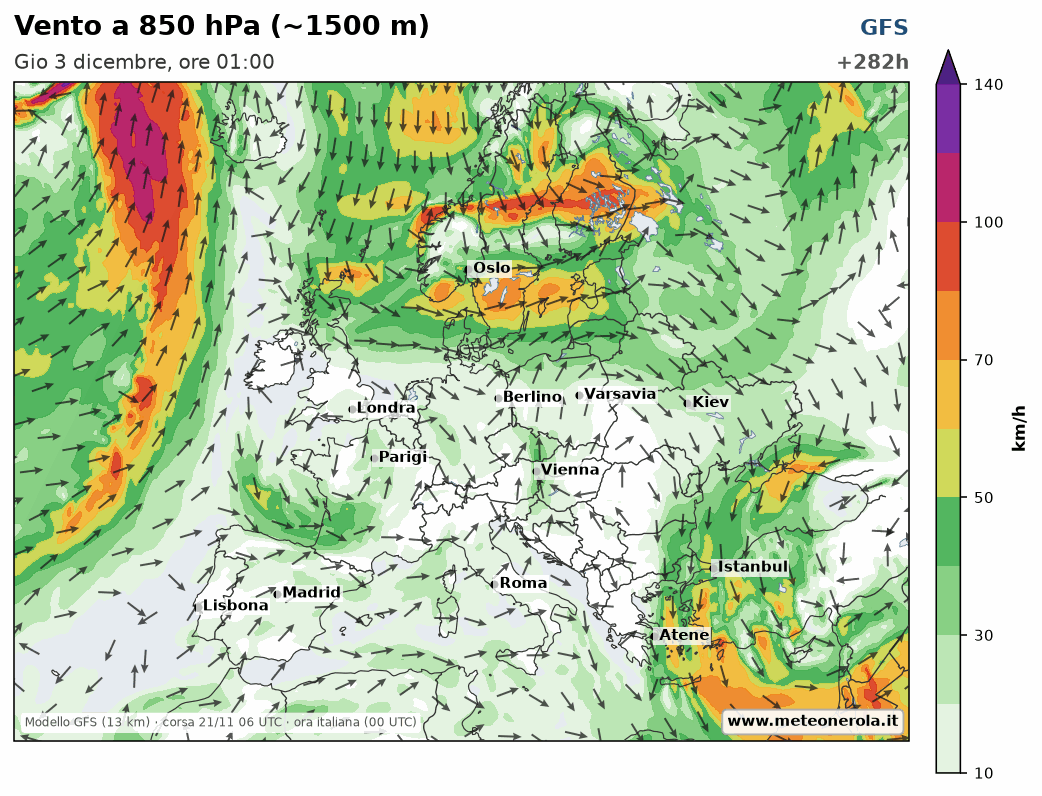 Vento a 850 hPa (~1500 m)
GFS
Gio 3 dicembre, ore 01:00
+282h
140
100
70
50
30
10
km/h
Oslo
Berlino
Varsavia
Kiev
Londra
Parigi
Vienna
Istanbul
Roma
Madrid
Lisbona
Atene
Modello GFS (13 km) · corsa 21/11 06 UTC · ora italiana (00 UTC)
www.meteonerola.it